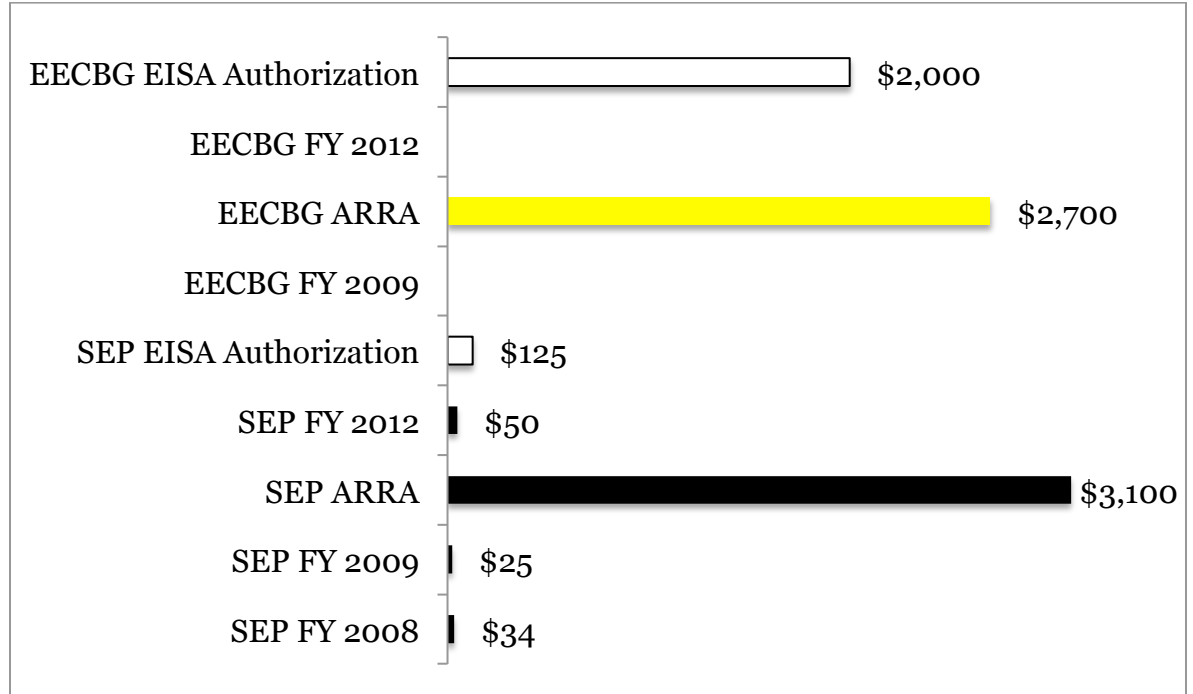 EECBG EISA Authorization $2,000
EECBG FY 2012
EECBG ARRA $2,700
EECBG FY 2009
SEP EISA Authorization $125
SEP FY 2012 $50
SEP ARRA $3,100
SEP FY 2009 $25
SEP FY 2008 $34